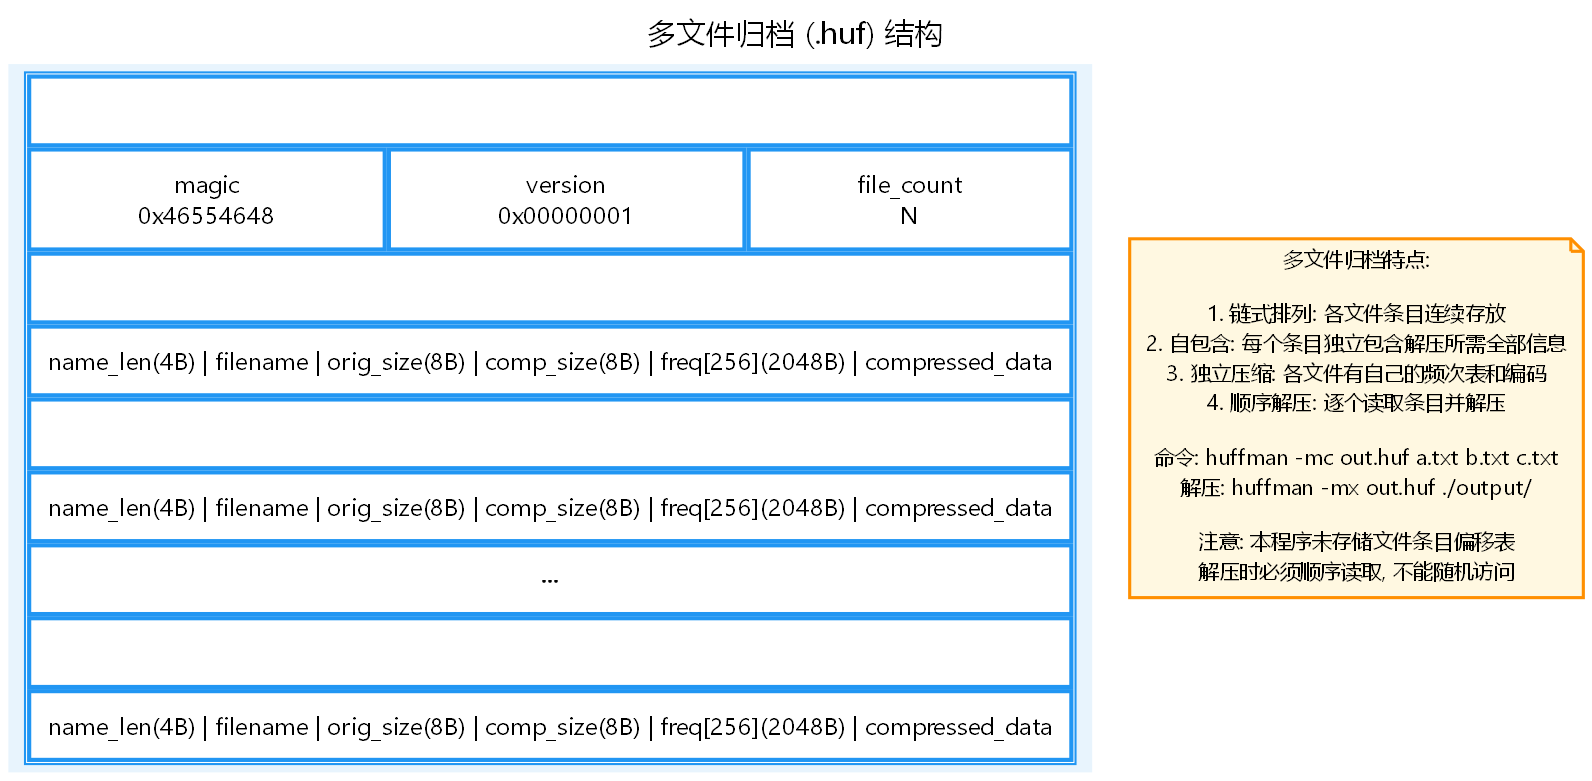 多文件归档 (.huf) 结构
magic
0x46554648
version
0x00000001
file_count
N
name_len(4B) | filename | orig_size(8B) | comp_size(8B) | freq[256](2048B) | compressed_data
name_len(4B) | filename | orig_size(8B) | comp_size(8B) | freq[256](2048B) | compressed_data
...
name_len(4B) | filename | orig_size(8B) | comp_size(8B) | freq[256](2048B) | compressed_data
多文件归档特点:
1. 链式排列: 各文件条目连续存放
2. 自包含: 每个条目独立包含解压所需全部信息
3. 独立压缩: 各文件有自己的频次表和编码
4. 顺序解压: 逐个读取条目并解压
命令: huffman -mc out.huf a.txt b.txt c.txt
解压: huffman -mx out.huf ./output/
注意: 本程序未存储文件条目偏移表
解压时必须顺序读取, 不能随机访问